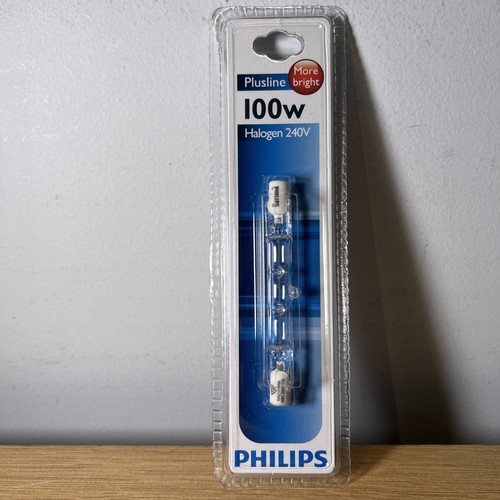 Plusline
More
bright
100w
Halogen 240V
PHILIPS